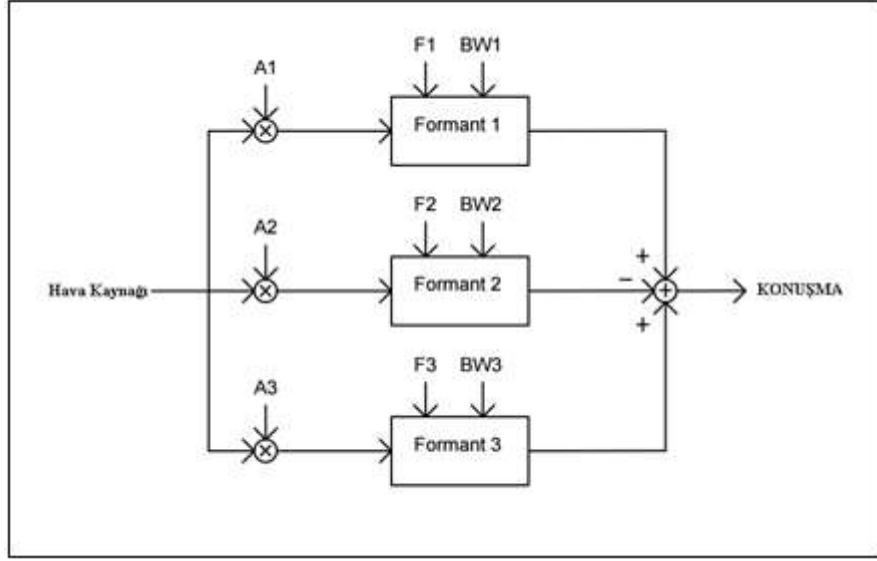 F1 BW1
A1
Formant 1
F2 BW2
A2
+
Formant 2
−
Hava Kaynağı
+
KONUŞMA
+
F3 BW3
A3
Formant 3